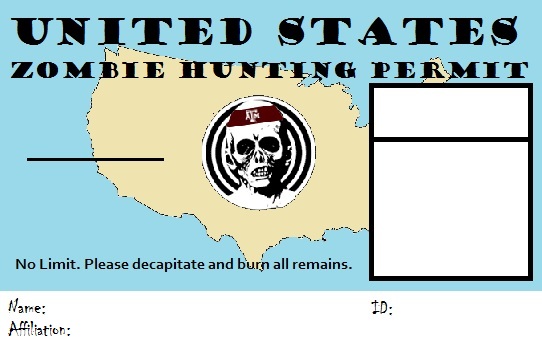 UNITED STATES
ZOMBIE HUNTING PERMIT
ATM
No Limit. Please decapitate and burn all remains.
Name:
ID:
Affiliation: